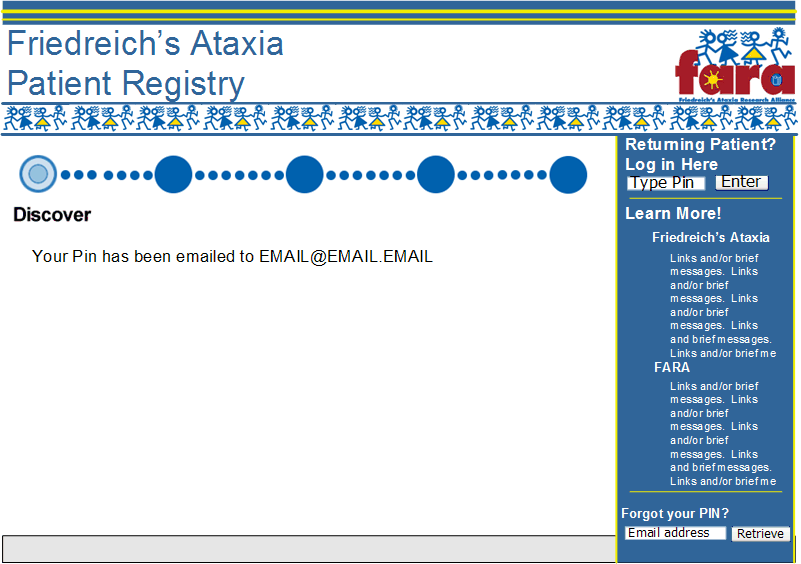 Friedreich's Ataxia
Patient Registry
fara
Friedreich's Ataxia Research Alliance
Discover
Your Pin has been emailed to EMAIL@EMAIL.EMAIL
Returning Patient?
Log in Here
Type Pin
Enter
Learn More!
Friedreich's Ataxia
Links and/or brief
messages. Links
and/or brief
messages. Links
and/or brief
messages. Links
and brief messages.
Links and/or brief me
FARA
Links and/or brief
messages. Links
and/or brief
messages. Links
and/or brief
messages. Links
and brief messages.
Links and/or brief me
Forgot your PIN?
Email address
Retrieve